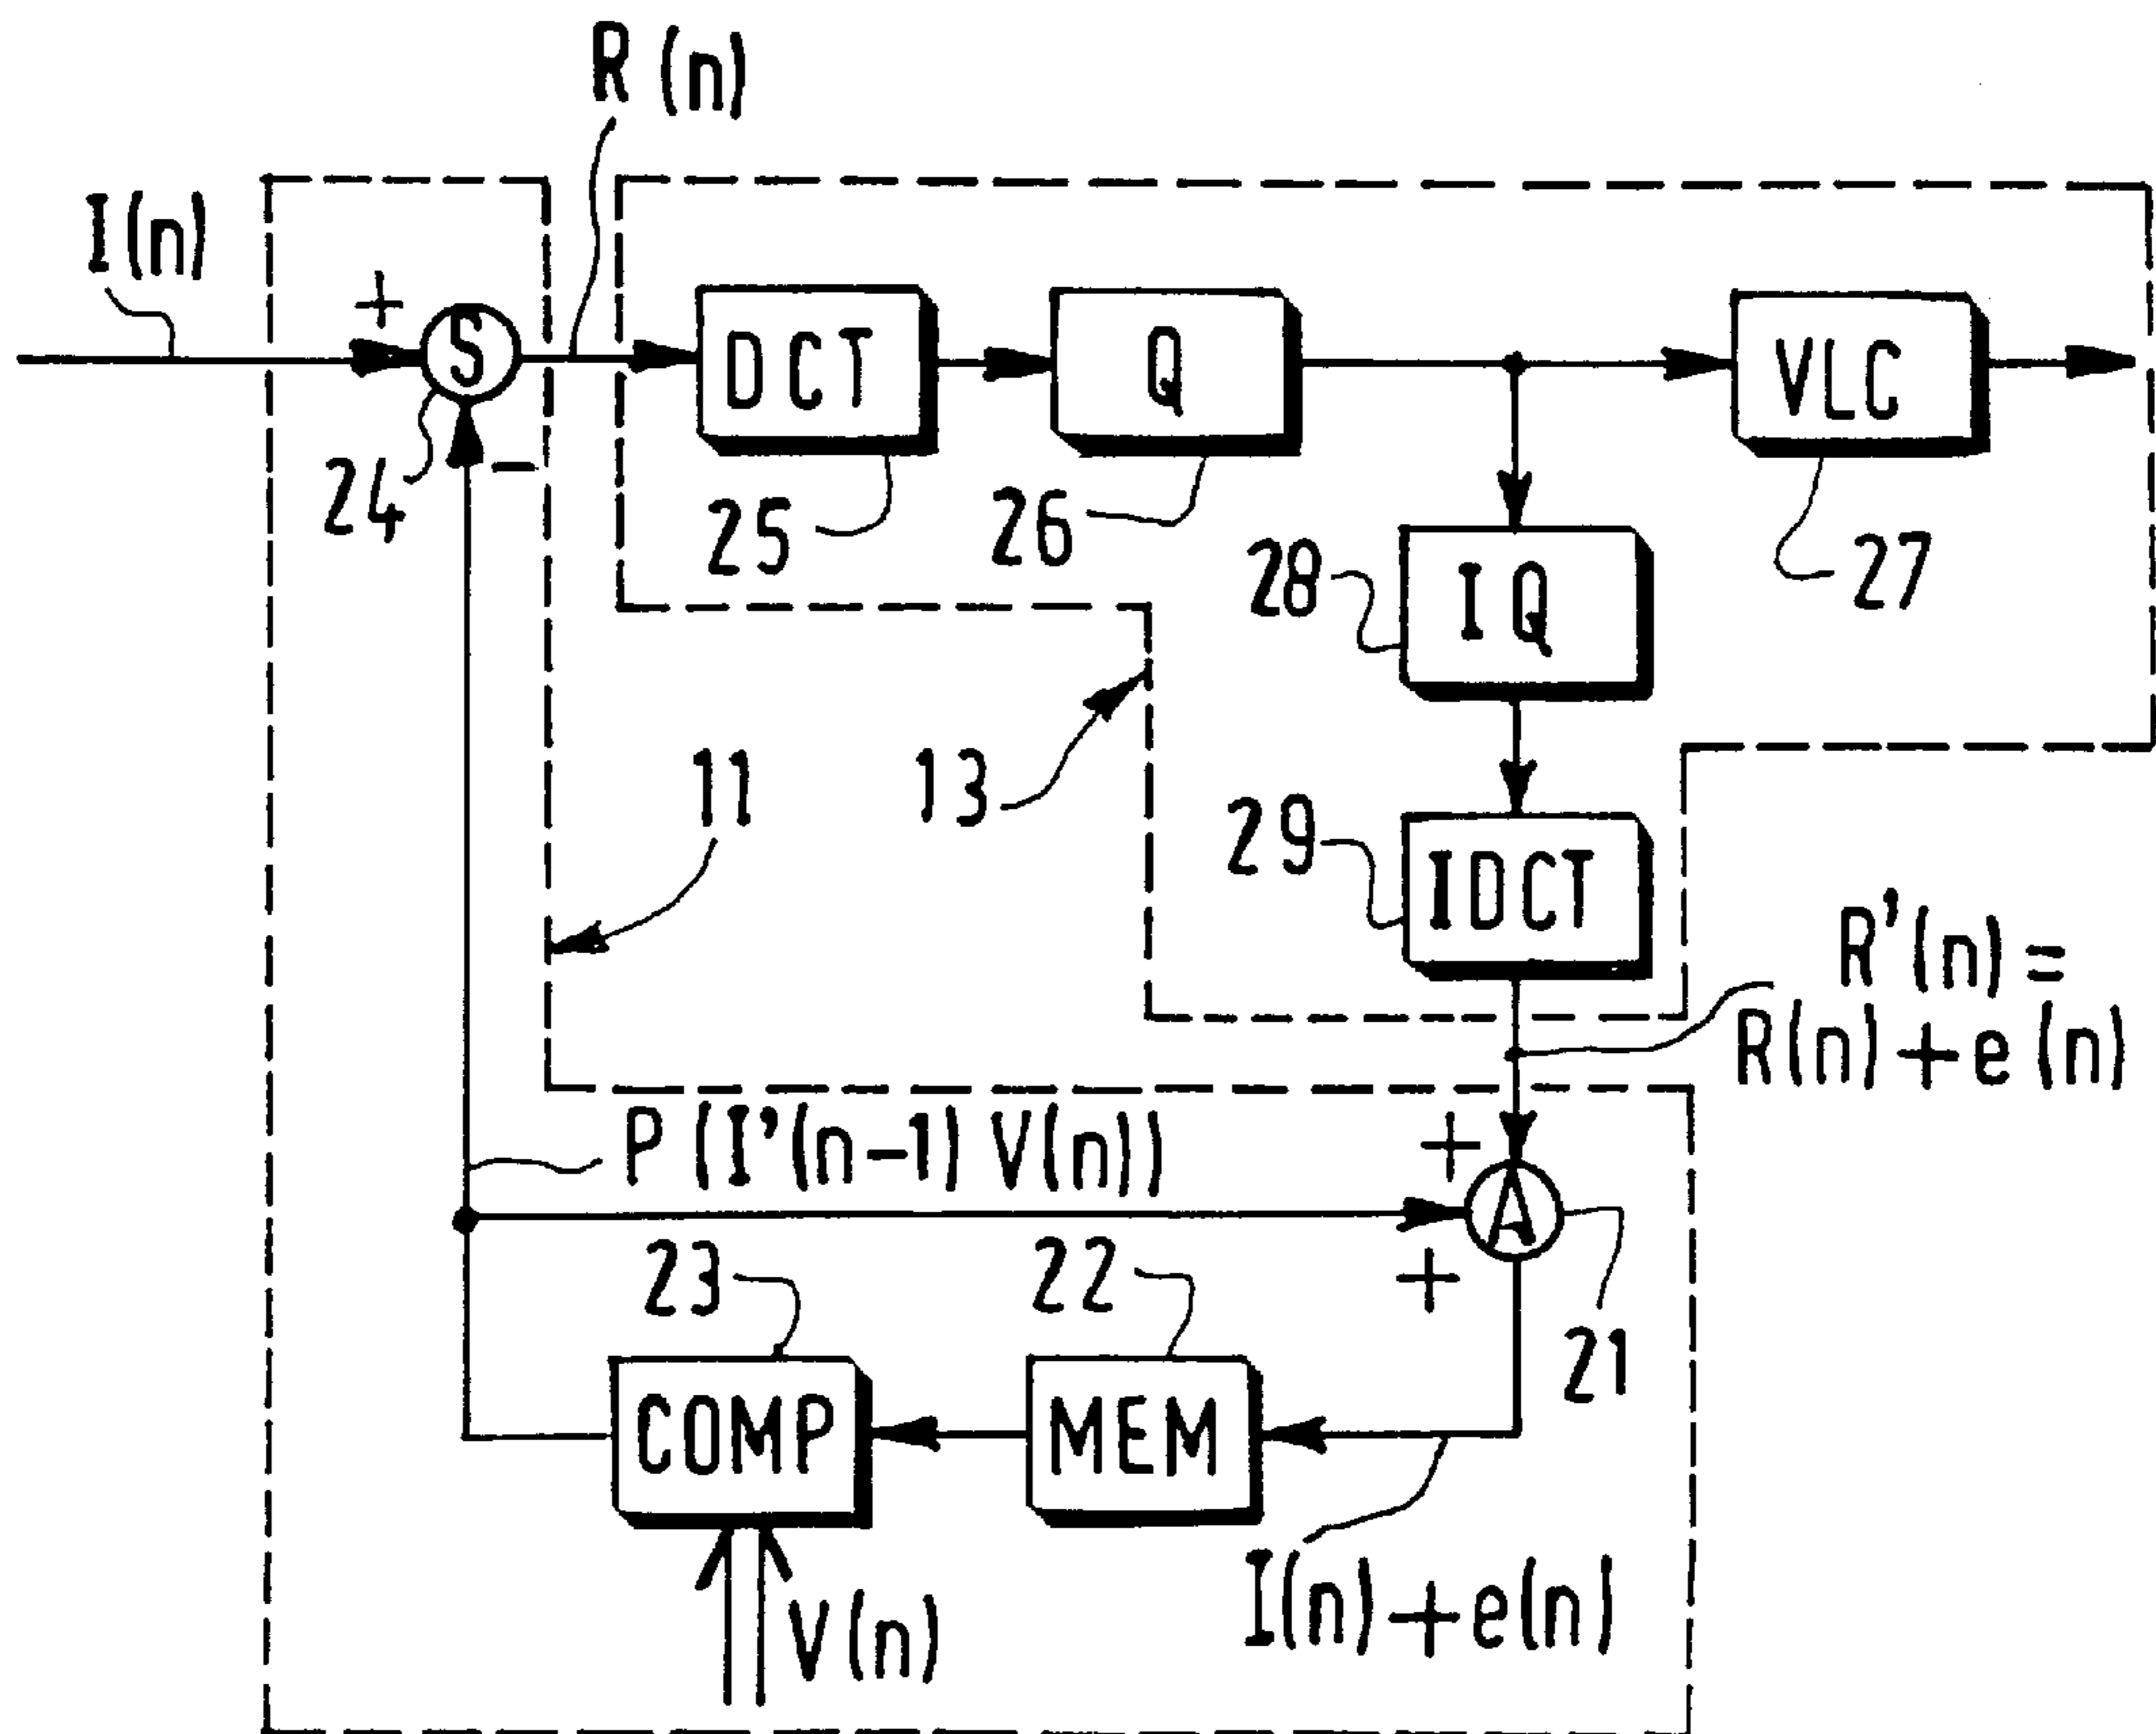 R (n)
I(n)
+
S
DCT
Q
VLC
24
−
25
26
28
IQ
27
11
13
29
IDCT
R'(n) =
R(n)+e(n)
P(I'(n-1) V(n))
+
A
23
22
+
21
COMP
MEM
V(n)
I(n)+e(n)